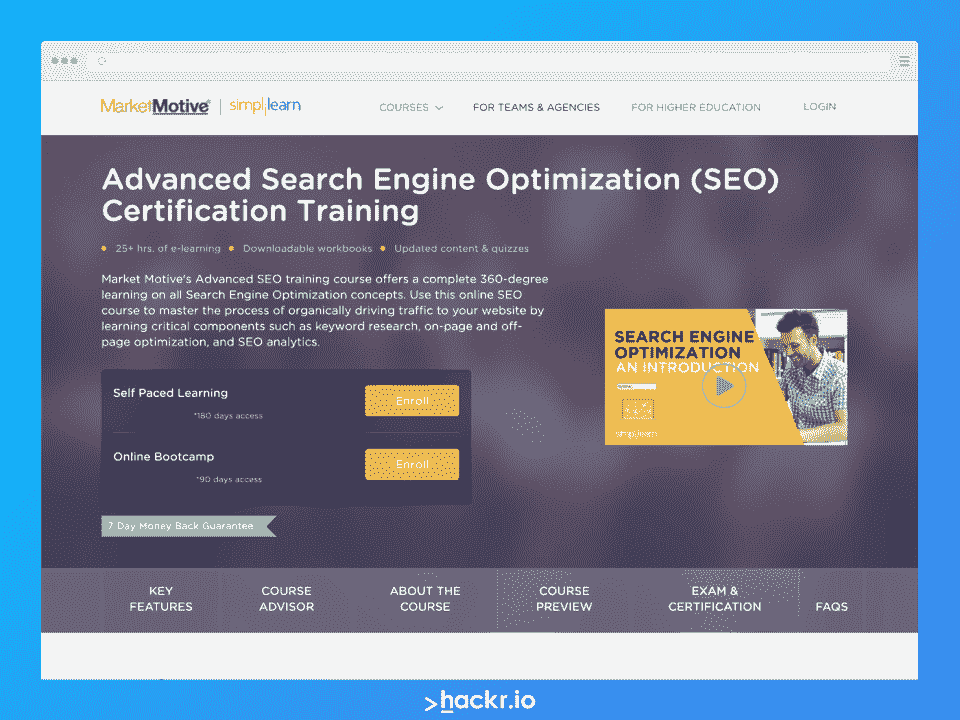 MarketMotive simplilearn COURSES FOR TEAMS & AGENCIES FOR HIGHER EDUCATION LOGIN
Advanced Search Engine Optimization (SEO)
Certification Training
25+ hrs. of e-learning Downloadable workbooks Updated content & quizzes
Market Motive's Advanced SEO training course offers a complete 360-degree
learning on all Search Engine Optimization concepts. Use this online SEO
course to master the process of organically driving traffic to your website by
learning critical components such as keyword research, on-page and off-
page optimization, and SEO analytics.
Self Paced Learning
*180 days access
Enroll
Online Bootcamp
*90 days access
Enroll
7 Day Money Back Guarantee
SEARCH ENGINE
OPTIMIZATION
AN INTRODUCTION
simplilearn
KEY
FEATURES
COURSE
ADVISOR
ABOUT THE
COURSE
COURSE
PREVIEW
EXAM &
CERTIFICATION
FAQS
>hackr.io